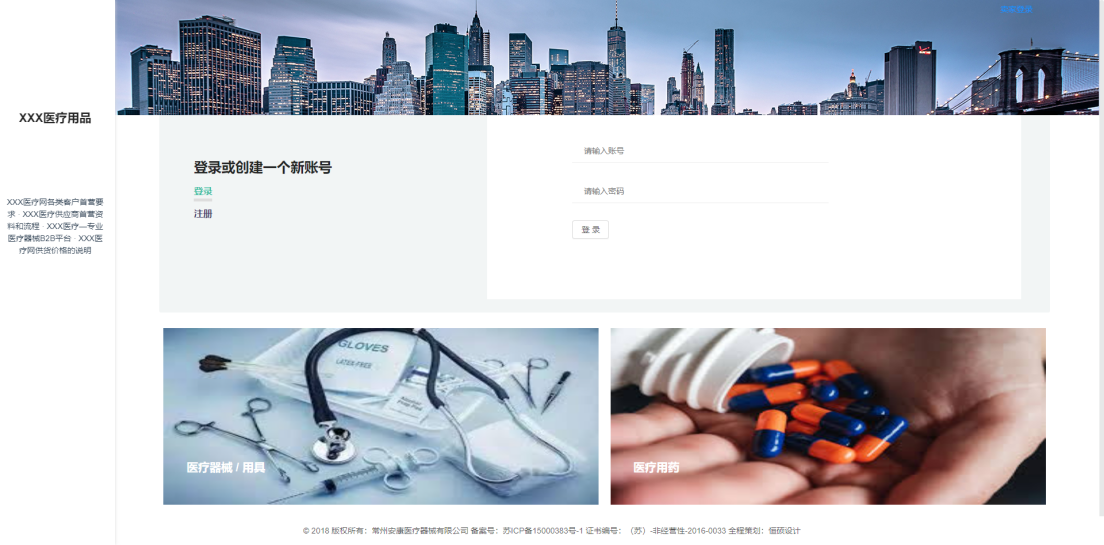 XXX医疗用品
XXX医疗网各类客户首营要
求 · XXX医疗供应商首营资
料和流程 · XXX医疗—专业
医疗器械B2B平台 · XXX医
疗网供货价格的说明
登录或创建一个新账号
登录
注册
请输入账号
请输入密码
登 录
GLOVES
LATEX FREE
Alcohol
Prep Pad
医疗器械 / 用具
医疗用药
© 2018 版权所有：常州安康医疗器械有限公司 备案号：苏ICP备15000383号-1 证书编号：（苏）-非经营性-2016-0033 全程策划：恒硕设计